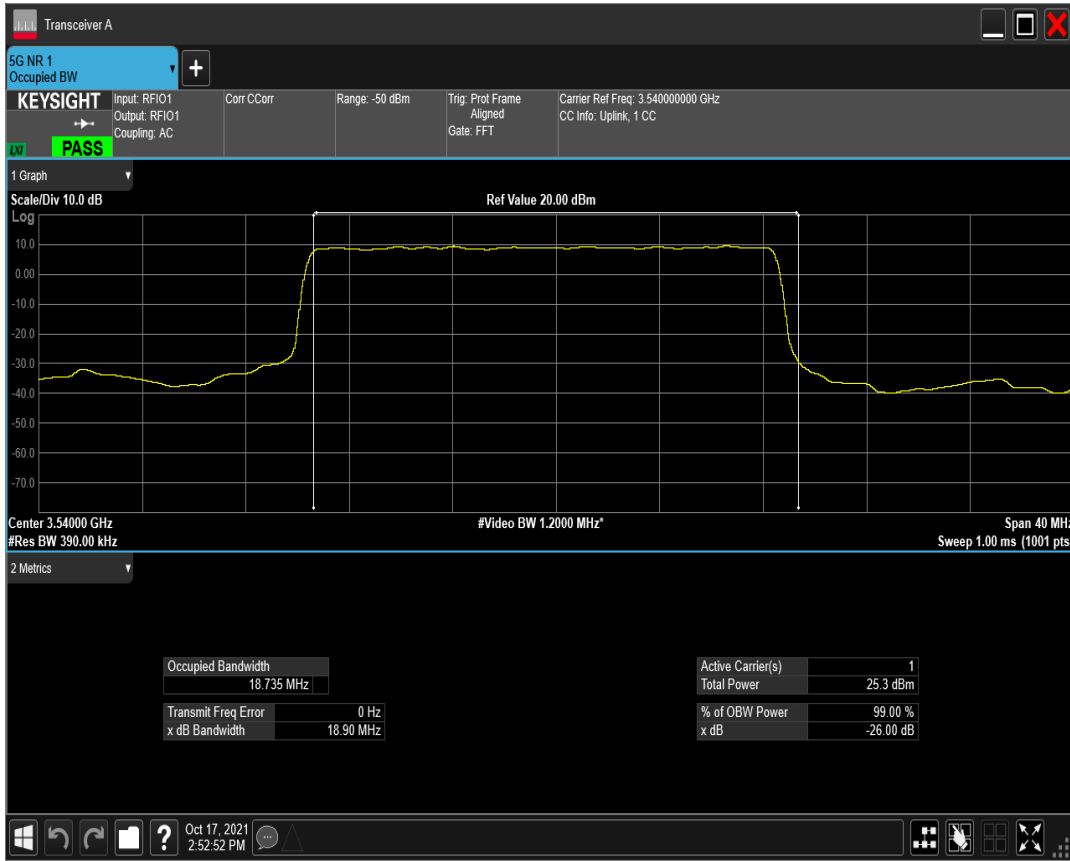 Transceiver A
5G NR 1
Occupied BW
KEYSIGHT
LXI
PASS
Input: RFIO1
Output: RFIO1
Coupling: AC
Corr CCorr
Range: -50 dBm
Trig: Prot Frame
Aligned
Gate: FFT
Carrier Ref Freq: 3.540000000 GHz
CC Info: Uplink, 1 CC
1 Graph
Scale/Div 10.0 dB
Ref Value 20.00 dBm
Log
10.0
0.00
-10.0
-20.0
-30.0
-40.0
-50.0
-60.0
-70.0
Center 3.54000 GHz
#Video BW 1.2000 MHz*
Span 40 MHz
#Res BW 390.00 kHz
Sweep 1.00 ms (1001 pts
2 Metrics
Occupied Bandwidth
18.735 MHz
Transmit Freq Error 0 Hz
x dB Bandwidth 18.90 MHz
Active Carrier(s) 1
Total Power 25.3 dBm
% of OBW Power 99.00 %
x dB -26.00 dB
Oct 17, 2021
2:52:52 PM